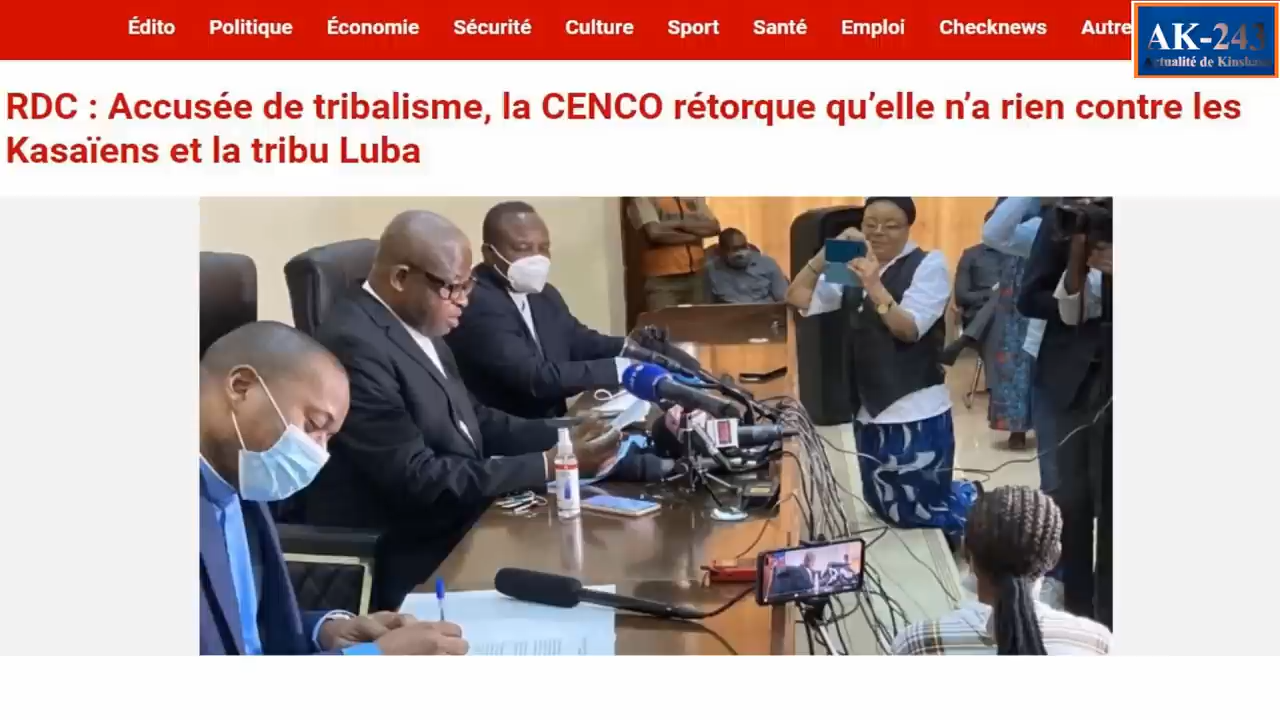 Édito Politique Économie Sécurité Culture Sport Santé Emploi Checknews Autre
AK-243
Actualité de Kinshasa
RDC : Accusée de tribalisme, la CENCO rétorque qu’elle n’a rien contre les
Kasaïens et la tribu Luba